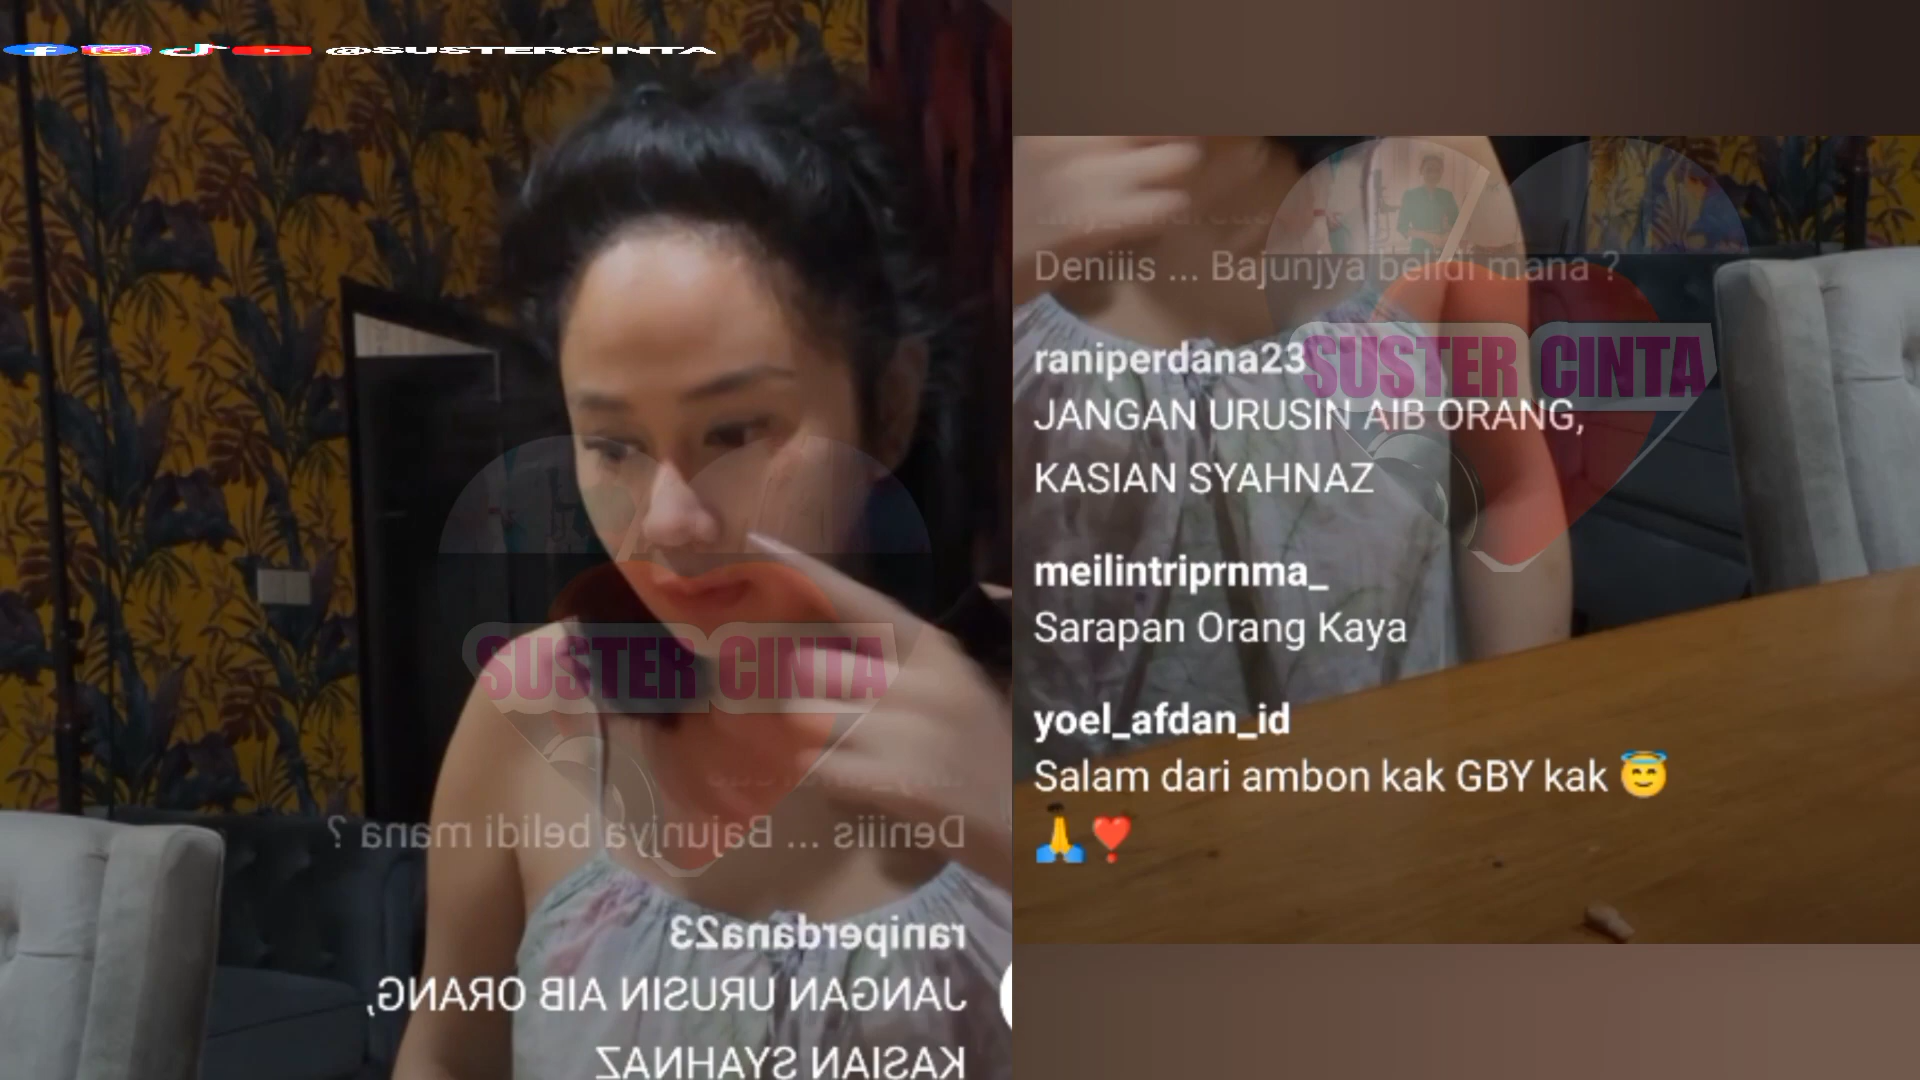 @SUSTERCINTA
SUSTER CINTA
Deniiis ... Bajunjya belidi mana ?
raniperdana23
JANGAN URUSIN AIB ORANG,
KASIAN SYAHNAZ
Deniiis ... Bajunjya belidi mana ?
raniperdana23
SUSTER CINTA
JANGAN URUSIN AIB ORANG,
KASIAN SYAHNAZ
meilintriprnma_
Sarapan Orang Kaya
yoel_afdan_id
Salam dari ambon kak GBY kak 😇
🙏❣️